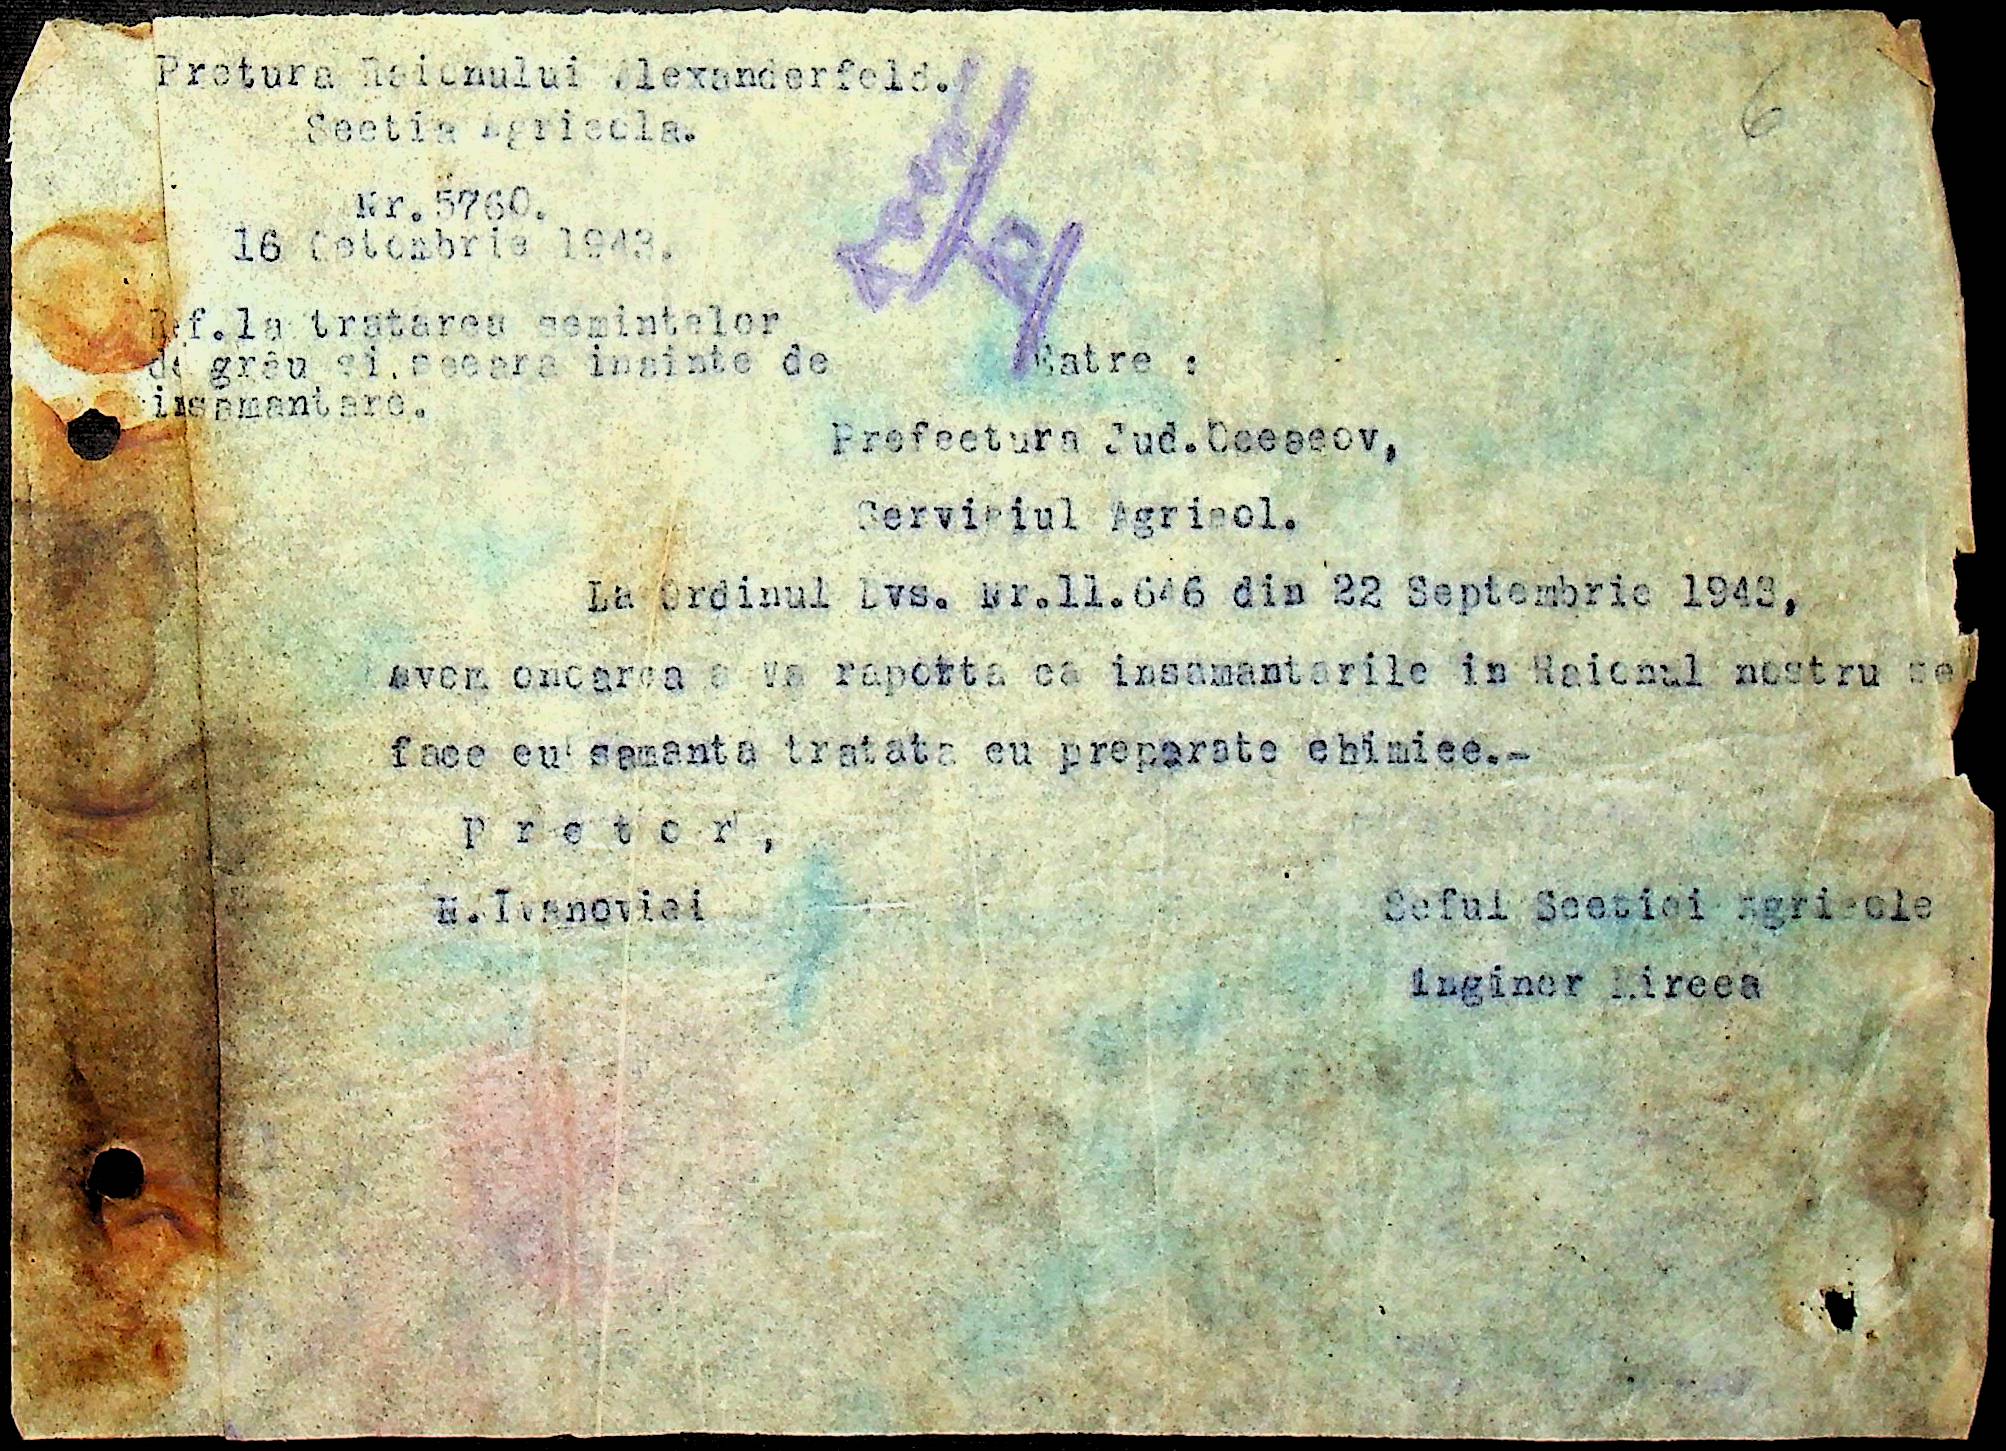 Pretura Raionului Alexanderfeld.
Sectia Agricola.
6
Nr.5760.
16 Octombrie 1943.
Ref.la tratarea semintelor
de grâu si secara inainte de
insamantare.
Catre :
Prefectura Jud.Oceacov,
Serviciul Agricol.
La Ordinul Dvs. Nr.11.646 din 22 Septembrie 1943,
avem onoarea a Va raporta ca insamantarile in Raionul nostru se
face cu samanta tratata cu preparate chimice.-
P r e t o r ,
N.Ivanovici
Seful Sectiei Agricole
Inginer Mircea